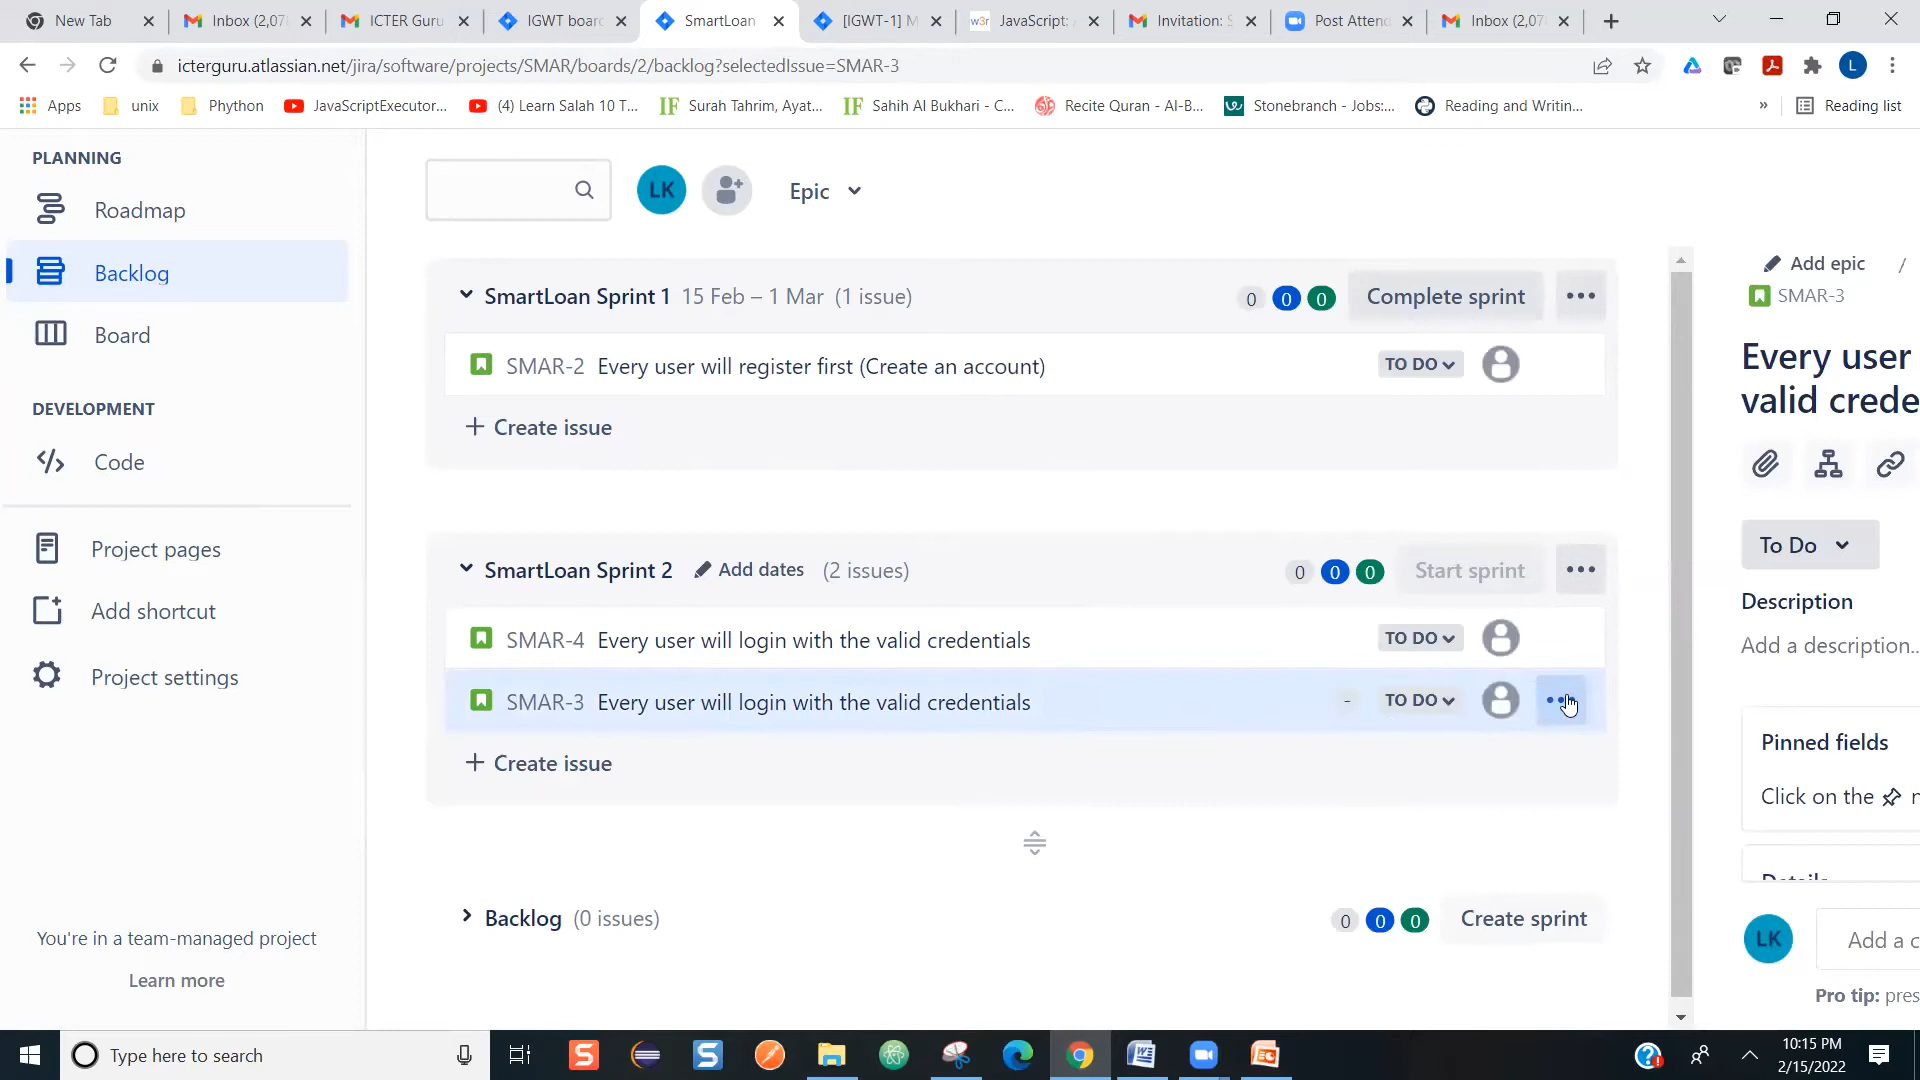 New Tab
Inbox (2,078
ICTER Guru
IGWT board
SmartLoan
[IGWT-1] M
w3r JavaScript:
Invitation: S
Post Attend
Inbox (2,07
icterguru.atlassian.net/jira/software/projects/SMAR/boards/2/backlog?selectedIssue=SMAR-3
L
Apps
unix
Phython
JavaScriptExecutor...
(4) Learn Salah 10 T...
IF Surah Tahrim, Ayat...
IF Sahih Al Bukhari - C...
Recite Quran - Al-B...
Stonebranch - Jobs:...
Reading and Writin...
»
Reading list
PLANNING
Roadmap
Backlog
Board
DEVELOPMENT
Code
Project pages
Add shortcut
Project settings
You're in a team-managed project
Learn more
LK
Epic
SmartLoan Sprint 1 15 Feb – 1 Mar (1 issue)
0 0 0 Complete sprint
SMAR-2 Every user will register first (Create an account)
TO DO
+ Create issue
SmartLoan Sprint 2 Add dates (2 issues)
0 0 0 Start sprint
SMAR-4 Every user will login with the valid credentials
TO DO
SMAR-3 Every user will login with the valid credentials
- TO DO
+ Create issue
Backlog (0 issues)
0 0 0 Create sprint
Add epic /
SMAR-3
Every user
valid crede
To Do
Description
Add a description..
Pinned fields
Click on the
Details
LK
Add a c
Pro tip: pres
Type here to search
10:15 PM
2/15/2022